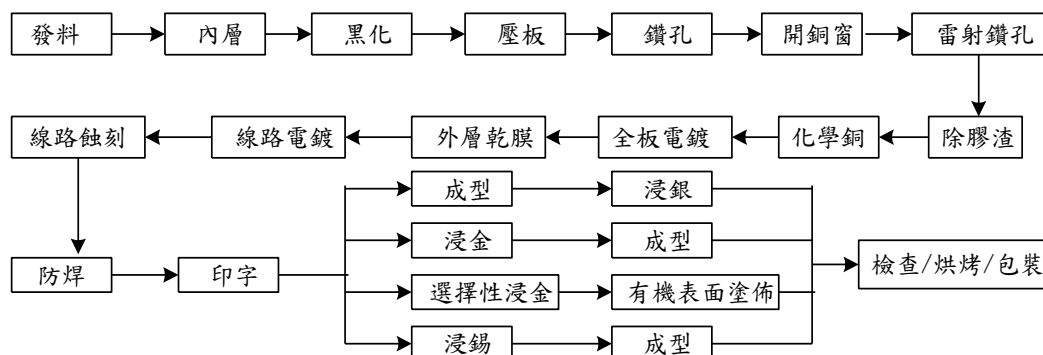 發料
內層
黑化
壓板
鑽孔
開銅窗
雷射鑽孔
除膠渣
化學銅
全板電鍍
外層乾膜
線路電鍍
線路蝕刻
防焊
印字
成型
浸銀
浸金
成型
選擇性浸金
有機表面塗佈
浸錫
成型
檢查/烘烤/包裝